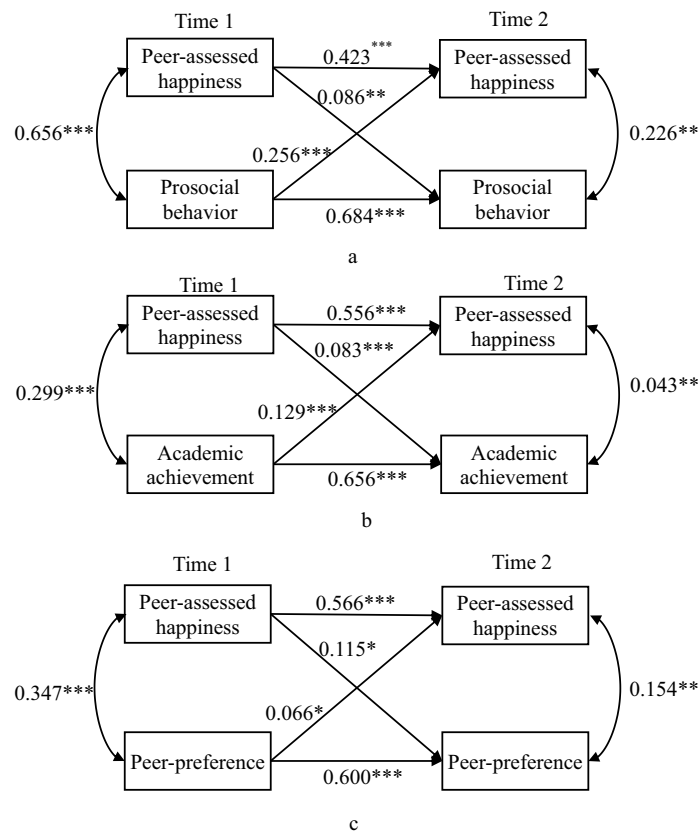 Time 1
Time 2
Peer-assessed
happiness
0.423***
Peer-assessed
happiness
0.086**
0.656***
0.226**
0.256***
Prosocial
behavior
0.684***
Prosocial
behavior
a
Time 1
Time 2
Peer-assessed
happiness
0.556***
Peer-assessed
happiness
0.083***
0.299***
0.043**
0.129***
Academic
achievement
0.656***
Academic
achievement
b
Time 1
Time 2
Peer-assessed
happiness
0.566***
Peer-assessed
happiness
0.115*
0.347***
0.154**
0.066*
Peer-preference
0.600***
Peer-preference
c